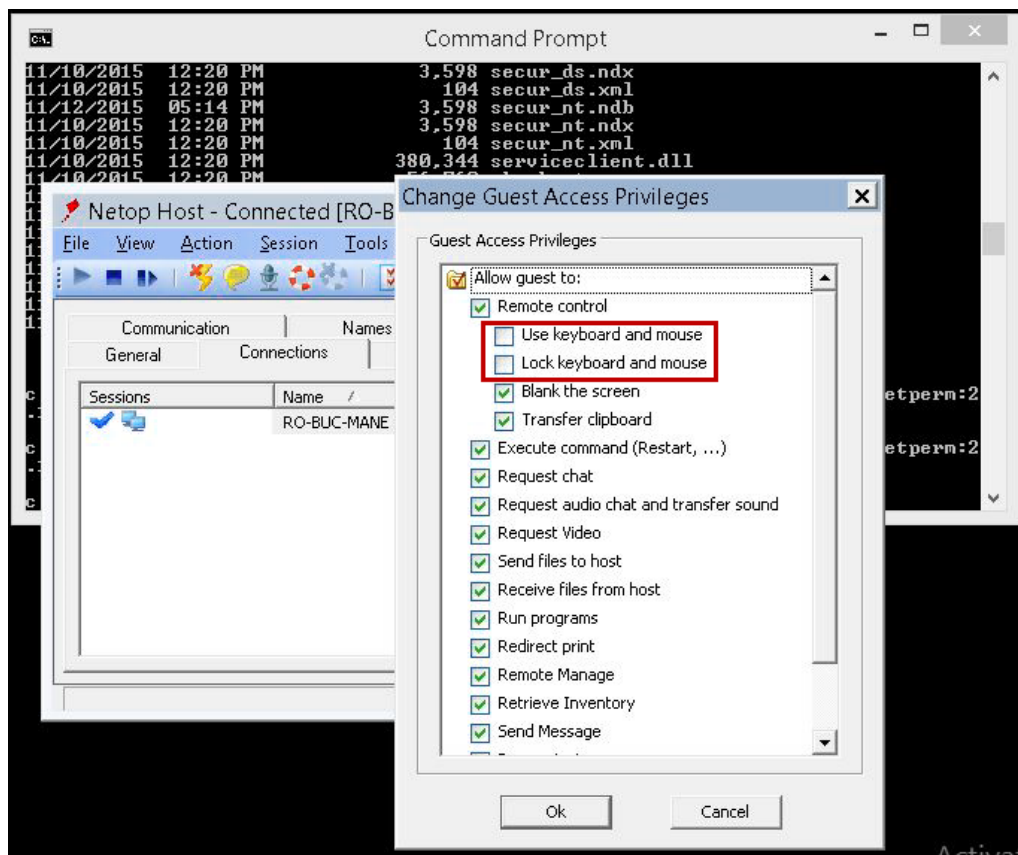 C:\.
Command Prompt
11/10/2015 12:20 PM 3,598 secur_ds.ndx
11/10/2015 12:20 PM 104 secur_ds.xml
11/12/2015 05:14 PM 3,598 secur_nt.ndb
11/10/2015 12:20 PM 3,598 secur_nt.ndx
11/10/2015 12:20 PM 104 secur_nt.xml
11/10/2015 12:20 PM 380,344 serviceclient.dll
11/10/2015 12:20 PM
Netop Host - Connected [RO-B
File View Action Session Tools
Communication Names
General Connections
Sessions Name /
RO-BUC-MANE
etperm:2
etperm:2
Change Guest Access Privileges
Guest Access Privileges
Allow guest to:
Remote control
Use keyboard and mouse
Lock keyboard and mouse
Blank the screen
Transfer clipboard
Execute command (Restart, ...)
Request chat
Request audio chat and transfer sound
Request Video
Send files to host
Receive files from host
Run programs
Redirect print
Remote Manage
Retrieve Inventory
Send Message
Ok Cancel